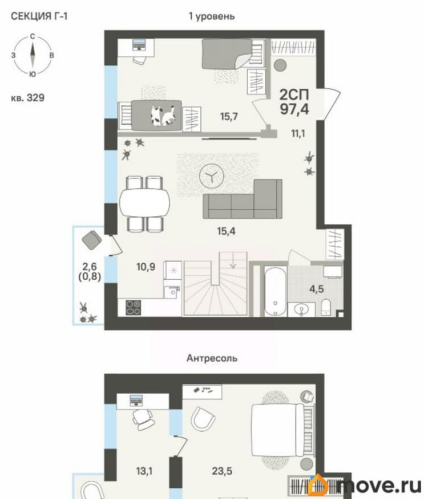 СЕКЦИЯ Г-1
1 уровень
С
З В
Ю
кв. 329
2СП
97,4
15,7
11,1
15,4
2,6
(0,8)
10,9
4,5
Антресоль
13,1
23,5
move.ru